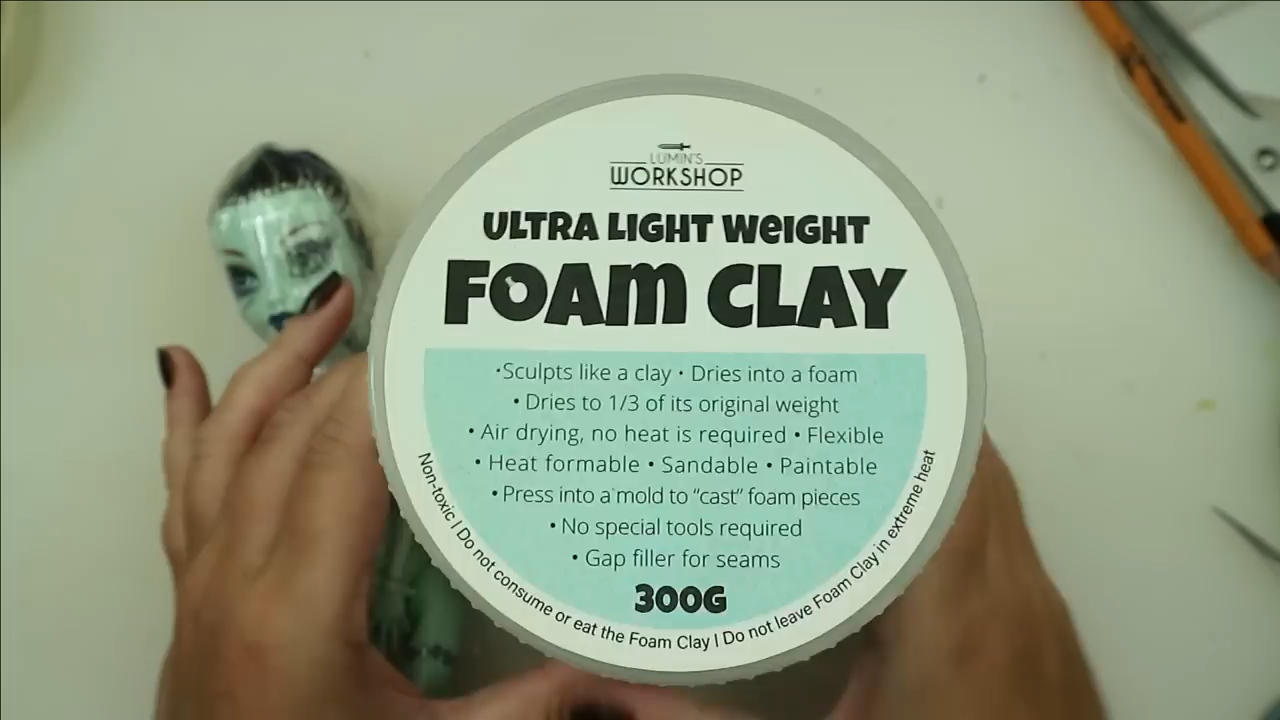 LUMIN'S
WORKSHOP
ULTRA LIGHT WEIGHT
FOAM CLAY
•Sculpts like a clay • Dries into a foam
• Dries to 1/3 of its original weight
• Air drying, no heat is required • Flexible
• Heat formable • Sandable • Paintable
• Press into a mold to “cast” foam pieces
• No special tools required
• Gap filler for seams
300G
Non-toxic | Do not consume or eat the Foam Clay | Do not leave Foam Clay in extreme heat